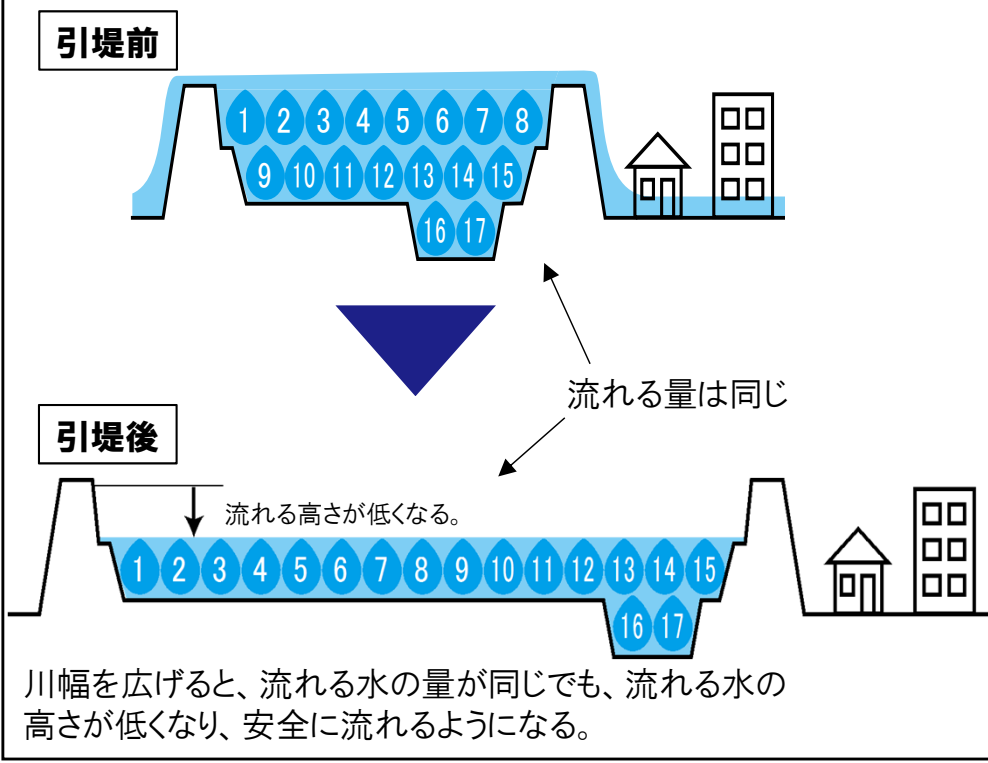 引堤前
1 2 3 4 5 6 7 8
9 10 11 12 13 14 15
16 17
流れる量は同じ
引堤後
流れる高さが低くなる。
1 2 3 4 5 6 7 8 9 10 11 12 13 14 15
16 17
川幅を広げると、流れる水の量が同じでも、流れる水の
高さが低くなり、安全に流れるようになる。